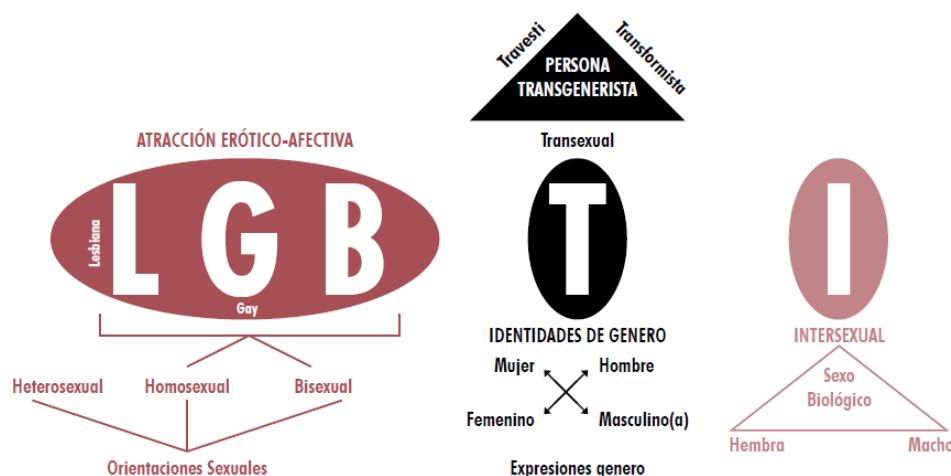 ATRACCIÓN ERÓTICO-AFECTIVA
Lesbiana
L G B
Gay
Heterosexual
Homosexual
Bisexual
Orientaciones Sexuales
Travesti
Transformista
PERSONA
TRANSGENERISTA
Transexual
T
IDENTIDADES DE GENERO
Mujer
Hombre
Femenino
Masculino(a)
Expresiones genero
I
INTERSEXUAL
Sexo
Biológico
Hembra
Macho